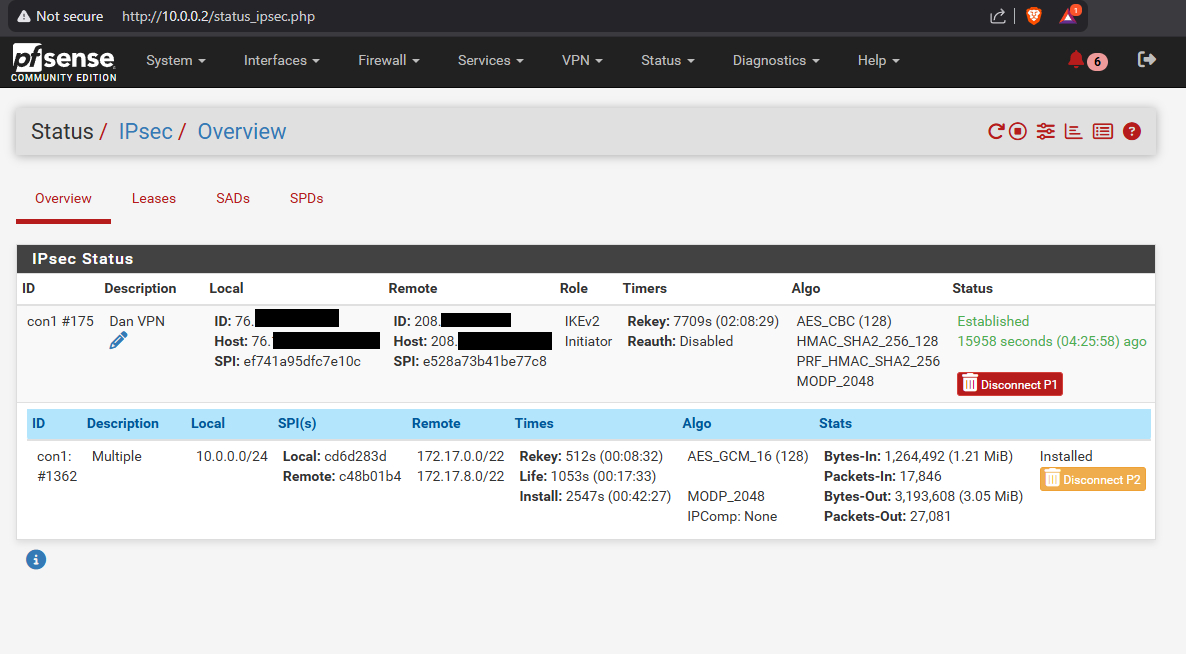 Not secure http://10.0.0.2/status_ipsec.php 1
pfsense System Interfaces Firewall Services VPN Status Diagnostics Help 6
COMMUNITY EDITION
Status / IPsec / Overview
Overview Leases SADs SPDs
IPsec Status
ID Description Local Remote Role Timers Algo Status
con1 #175 Dan VPN ID: 76. ID: 208. IKEv2 Rekey: 7709s (02:08:29) AES_CBC (128) Established
Host: 76. Host: 208. Initiator Reauth: Disabled HMAC_SHA2_256_128 15958 seconds (04:25:58) ago
SPI: ef741a95dfc7e10c SPI: e528a73b41be77c8 PRF_HMAC_SHA2_256
MODP_2048 Disconnect P1
ID Description Local SPI(s) Remote Times Algo Stats
con1: Multiple 10.0.0.0/24 Local: cd6d283d 172.17.0.0/22 Rekey: 512s (00:08:32) AES_GCM_16 (128) Bytes-In: 1,264,492 (1.21 MiB) Installed
#1362 Remote: c48b01b4 172.17.8.0/22 Life: 1053s (00:17:33) Packets-In: 17,846 Disconnect P2
Install: 2547s (00:42:27) MODP_2048 Bytes-Out: 3,193,608 (3.05 MiB)
IPComp: None Packets-Out: 27,081